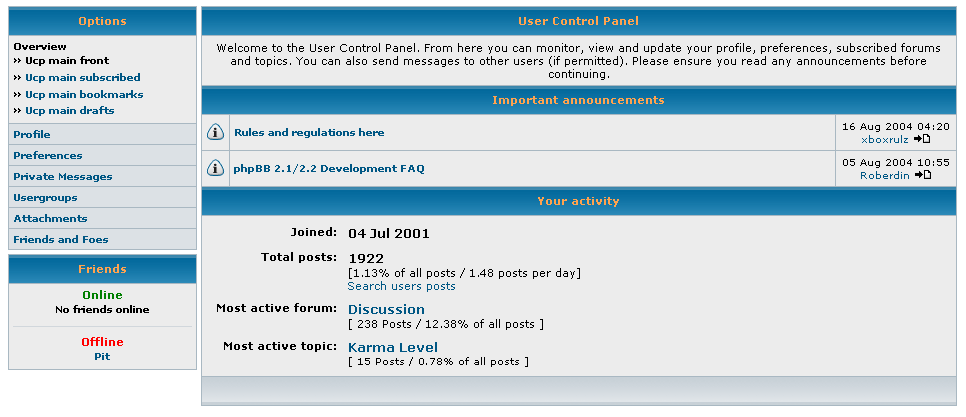 Options
Overview
» Ucp main front
» Ucp main subscribed
» Ucp main bookmarks
» Ucp main drafts
Profile
Preferences
Private Messages
Usergroups
Attachments
Friends and Foes
Friends
Online
No friends online
Offline
Pit
User Control Panel
Welcome to the User Control Panel. From here you can monitor, view and update your profile, preferences, subscribed forums
and topics. You can also send messages to other users (if permitted). Please ensure you read any announcements before
continuing.
Important announcements
Rules and regulations here
16 Aug 2004 04:20
xboxrulz
phpBB 2.1/2.2 Development FAQ
05 Aug 2004 10:55
Roberdin
Your activity
Joined: 04 Jul 2001
Total posts: 1922
[1.13% of all posts / 1.48 posts per day]
Search users posts
Most active forum: Discussion
[ 238 Posts / 12.38% of all posts ]
Most active topic: Karma Level
[ 15 Posts / 0.78% of all posts ]